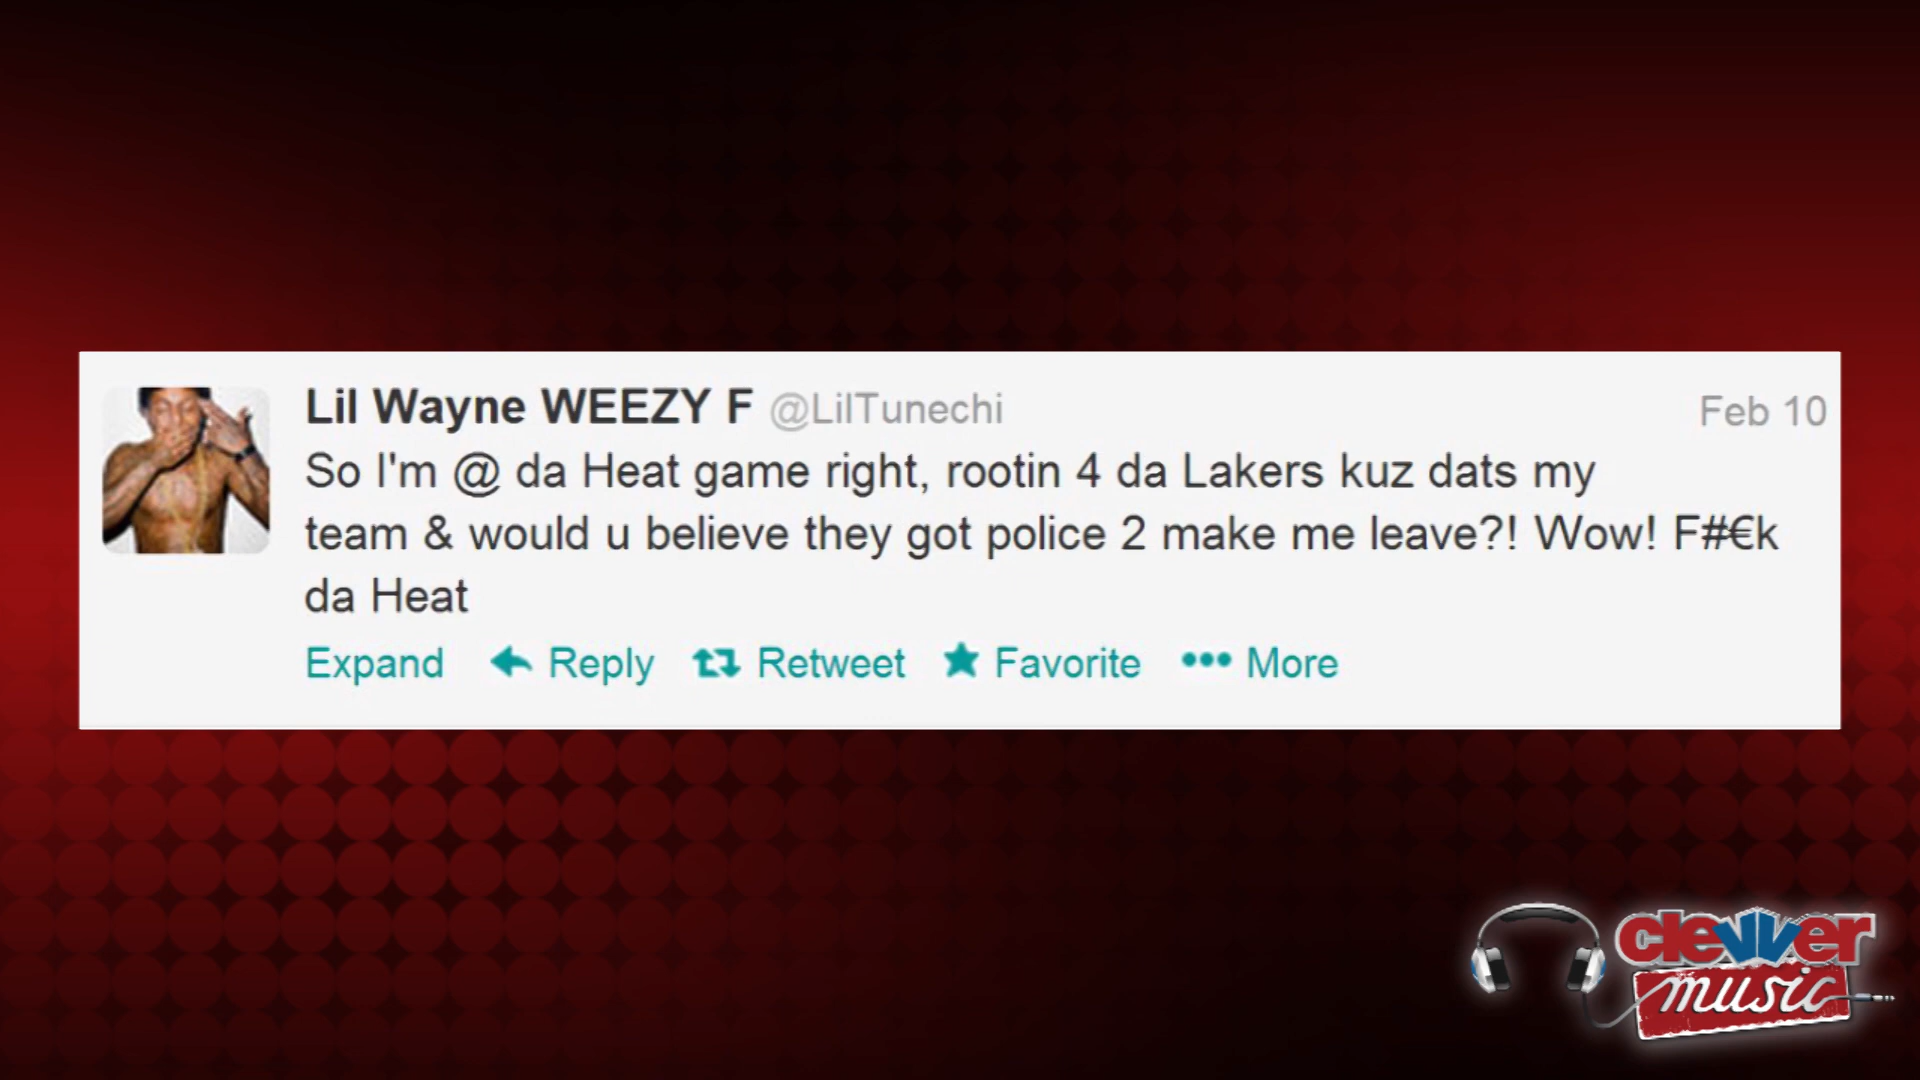 Lil Wayne WEEZY F @LilTunechi Feb 10
So I'm @ da Heat game right, rootin 4 da Lakers kuz dats my
team & would u believe they got police 2 make me leave?! Wow! F#€k
da Heat
Expand Reply Retweet Favorite More
clevver
music